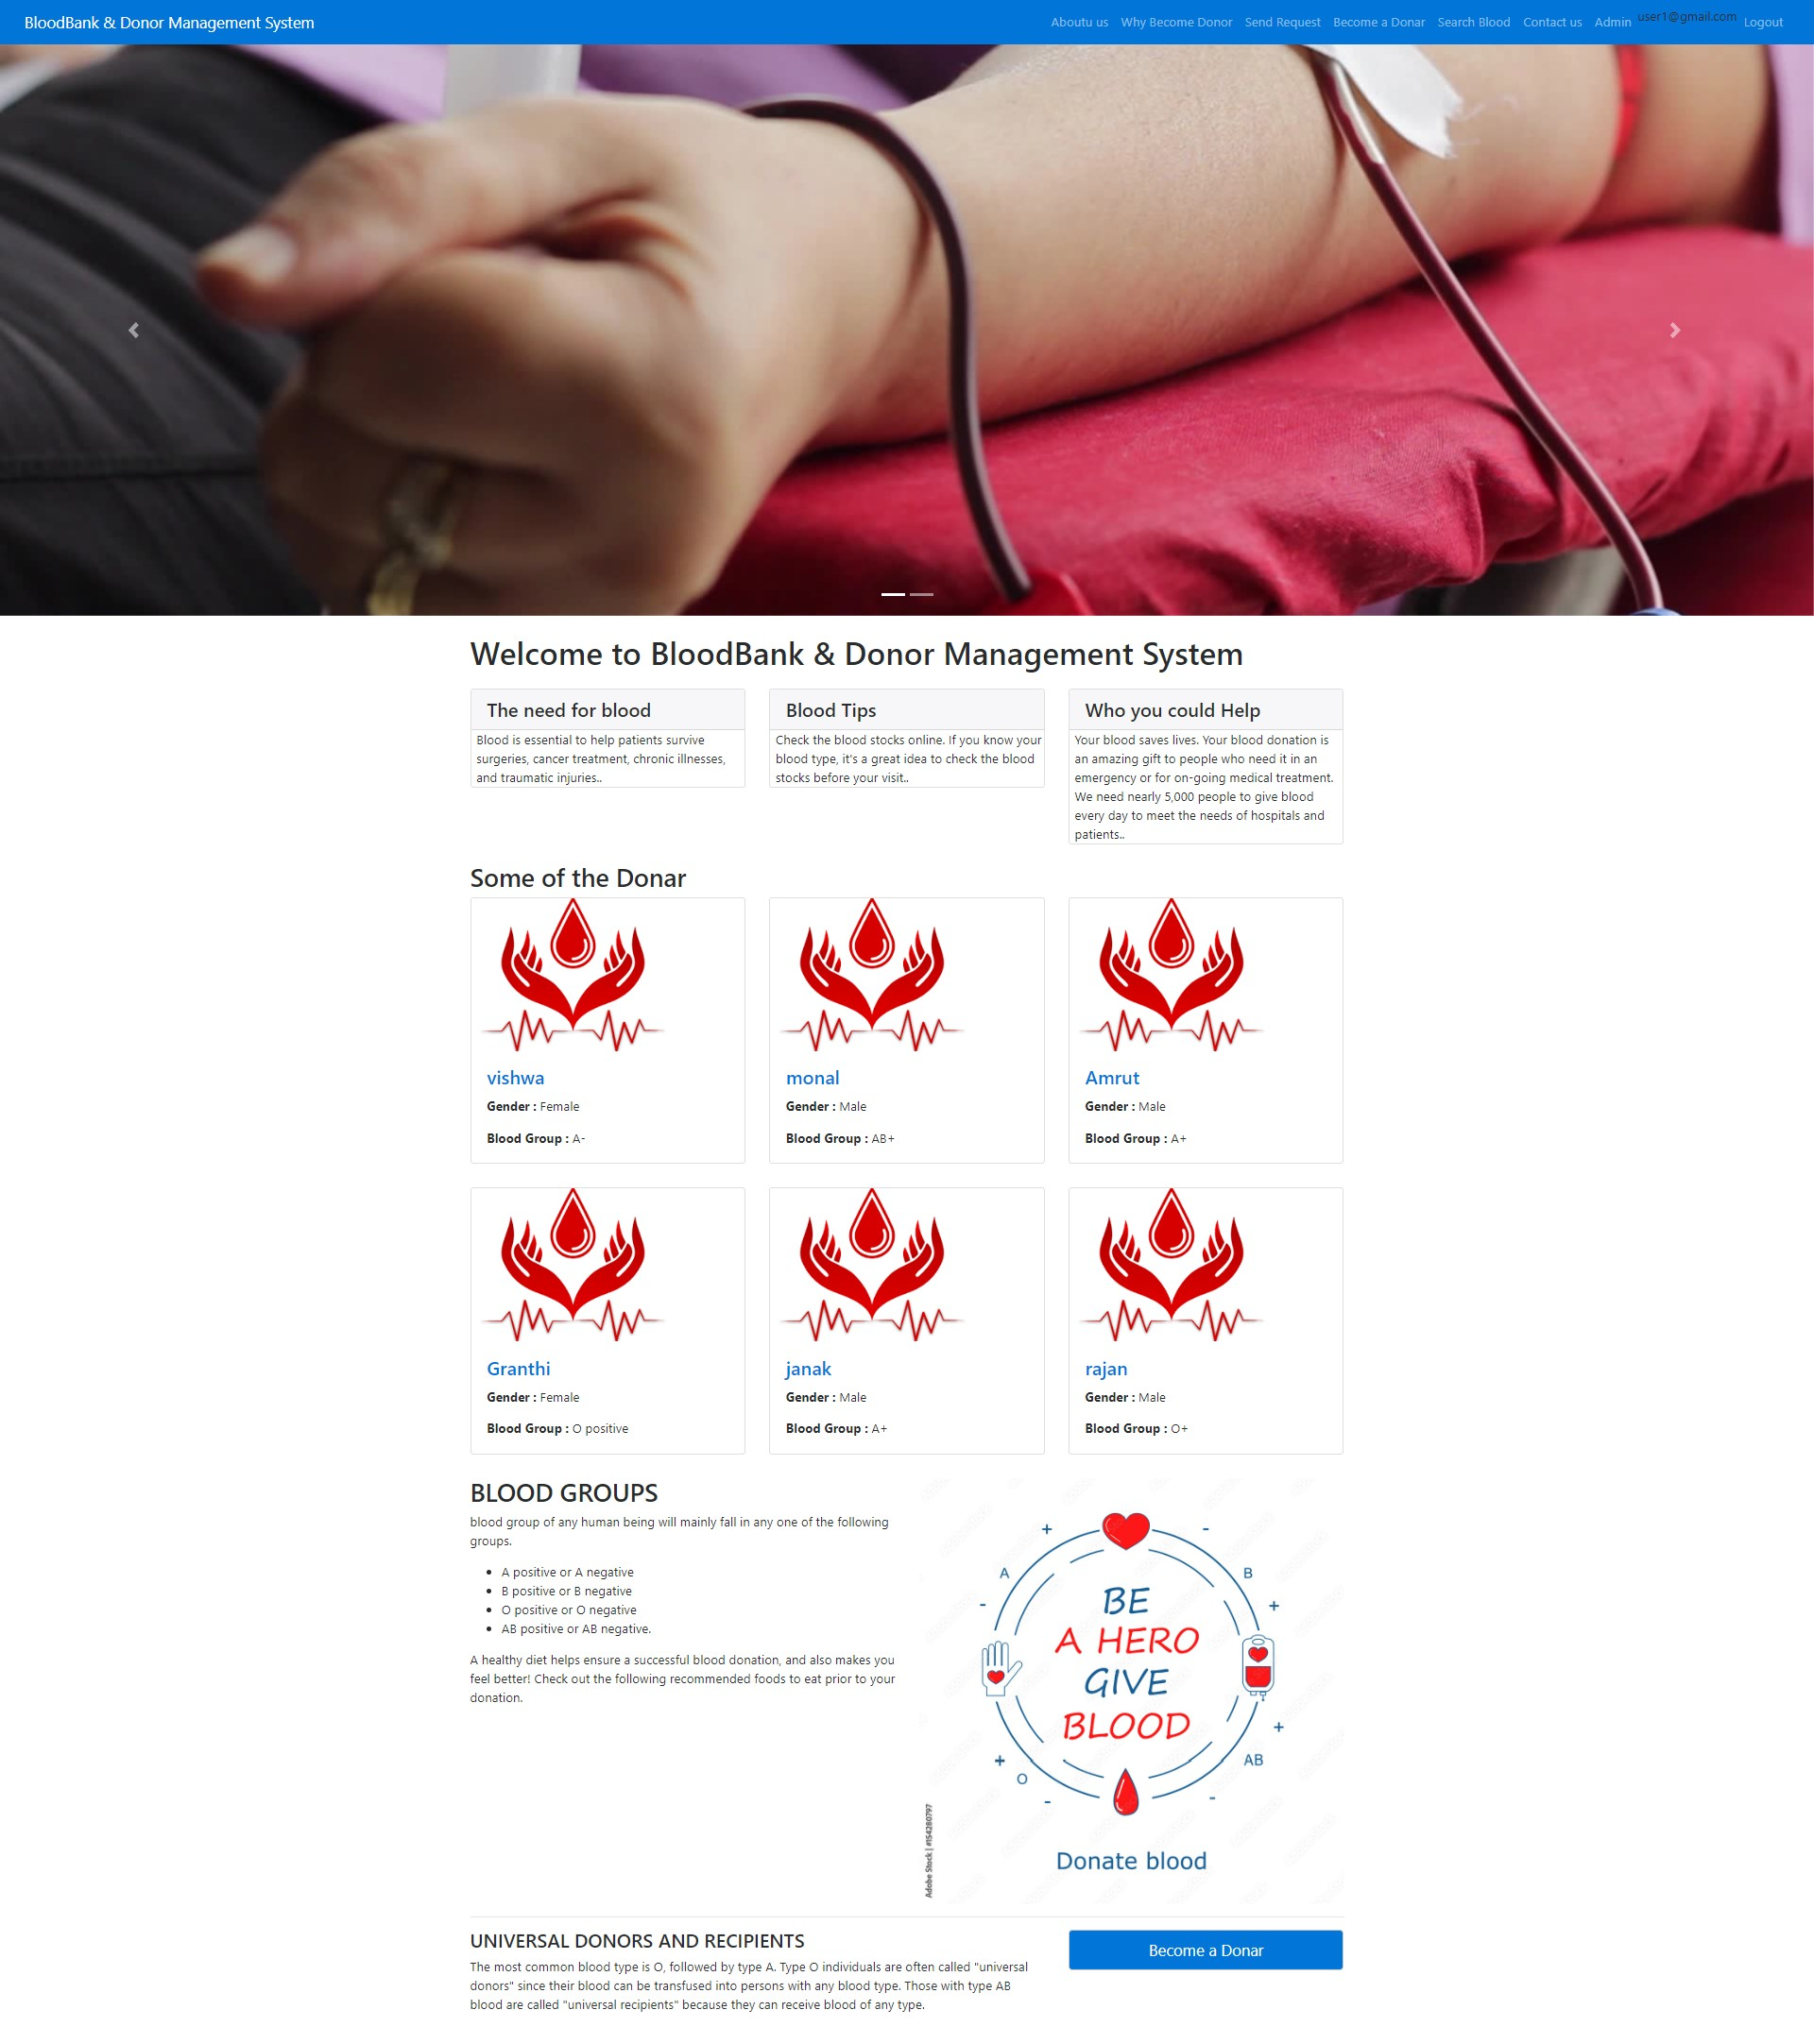 BloodBank & Donor Management System
Aboutu us Why Become Donor Send Request Become a Donar Search Blood Contact us Admin user1@gmail.com Logout
Welcome to BloodBank & Donor Management System
The need for blood
Blood is essential to help patients survive
surgeries, cancer treatment, chronic illnesses,
and traumatic injuries..
Blood Tips
Check the blood stocks online. If you know your
blood type, it's a great idea to check the blood
stocks before your visit..
Who you could Help
Your blood saves lives. Your blood donation is
an amazing gift to people who need it in an
emergency or for on-going medical treatment.
We need nearly 5,000 people to give blood
every day to meet the needs of hospitals and
patients..
Some of the Donar
vishwa
Gender : Female
Blood Group : A-
monal
Gender : Male
Blood Group : AB+
Amrut
Gender : Male
Blood Group : A+
Granthi
Gender : Female
Blood Group : O positive
janak
Gender : Male
Blood Group : A+
rajan
Gender : Male
Blood Group : O+
BLOOD GROUPS
blood group of any human being will mainly fall in any one of the following
groups.
• A positive or A negative
• B positive or B negative
• O positive or O negative
• AB positive or AB negative.
A healthy diet helps ensure a successful blood donation, and also makes you
feel better! Check out the following recommended foods to eat prior to your
donation.
+ -
A B
- +
BE
A HERO
GIVE
BLOOD
+
+ AB
O
- -
Donate blood
Adobe Stock | #154280797
UNIVERSAL DONORS AND RECIPIENTS
The most common blood type is O, followed by type A. Type O individuals are often called "universal
donors" since their blood can be transfused into persons with any blood type. Those with type AB
blood are called "universal recipients" because they can receive blood of any type.
Become a Donar